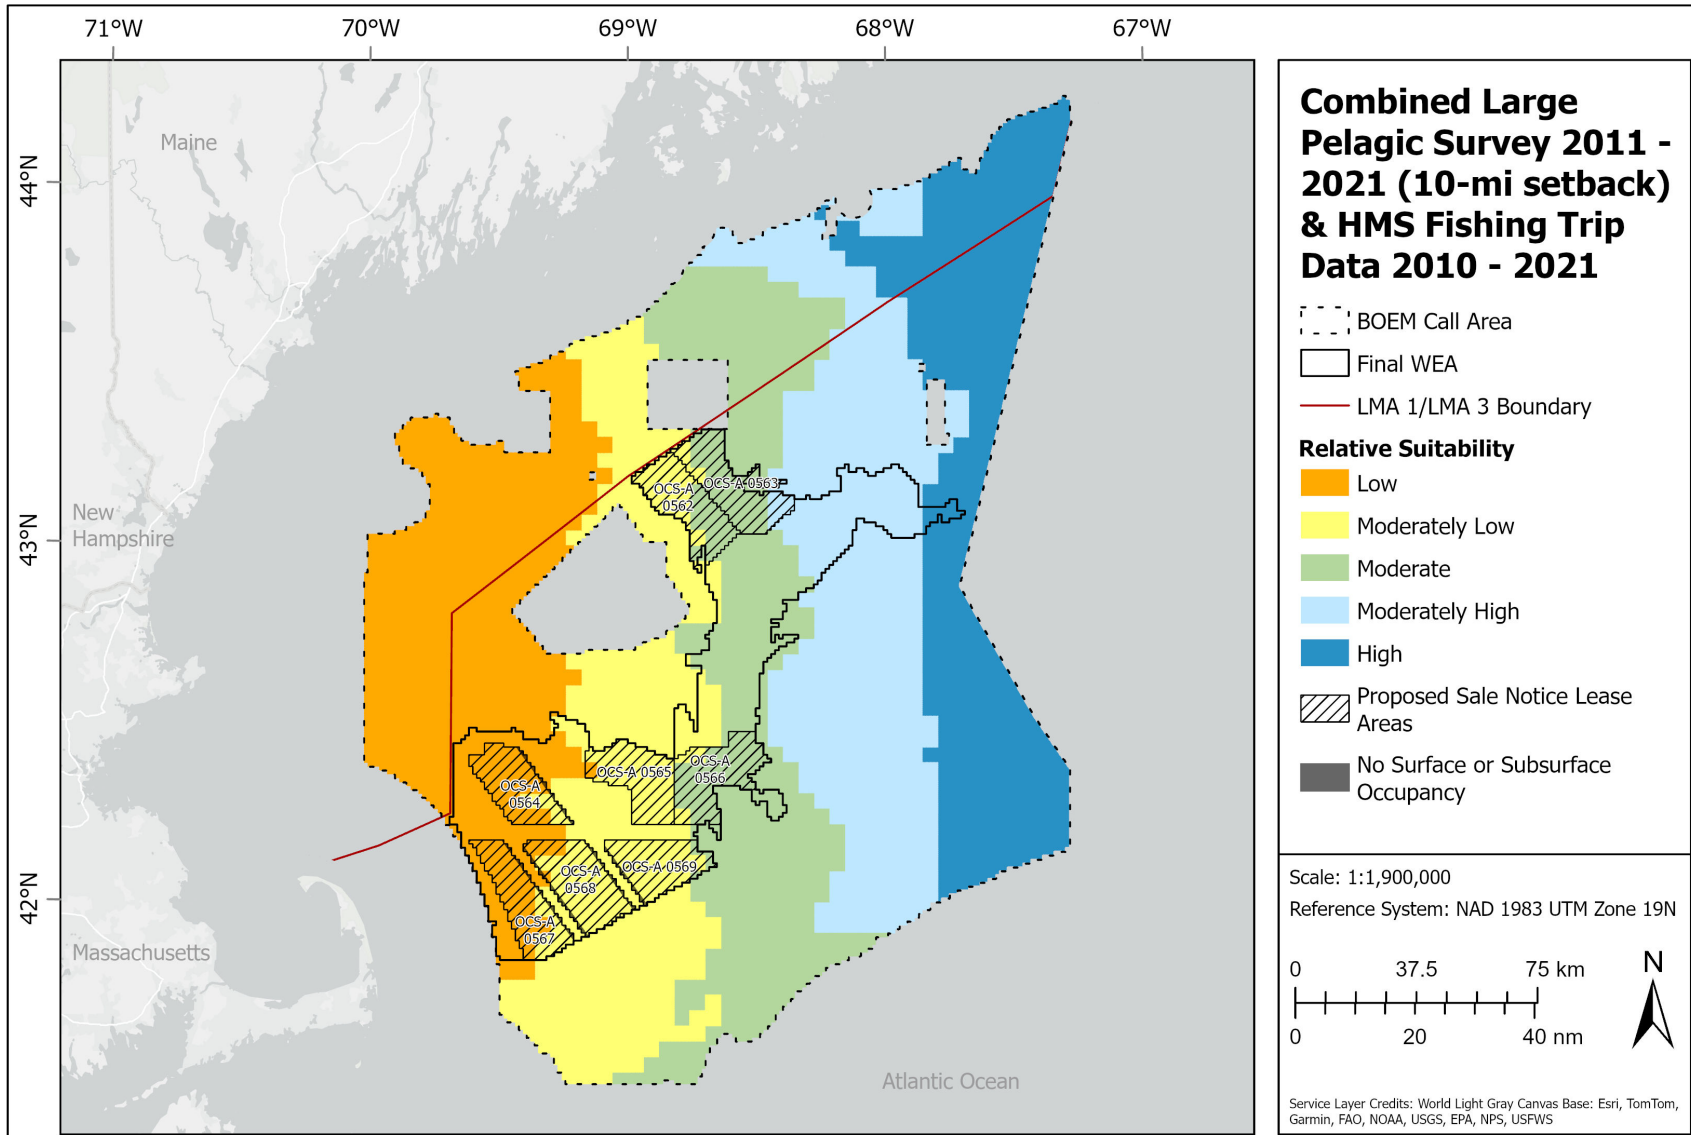 71°W
70°W
69°W
68°W
67°W
44°N
43°N
42°N
Maine
New
Hampshire
Massachusetts
Atlantic Ocean
OCS-A
0562
OCS-A 0563
OCS-A
0564
OCS-A 0565
OCS-A
0566
OCS-A
0567
OCS-A
0568
OCS-A 0569
Combined Large
Pelagic Survey 2011 -
2021 (10-mi setback)
& HMS Fishing Trip
Data 2010 - 2021
BOEM Call Area
Final WEA
LMA 1/LMA 3 Boundary
Relative Suitability
Low
Moderately Low
Moderate
Moderately High
High
Proposed Sale Notice Lease
Areas
No Surface or Subsurface
Occupancy
Scale: 1:1,900,000
Reference System: NAD 1983 UTM Zone 19N
0 37.5 75 km
0 20 40 nm
N
Service Layer Credits: World Light Gray Canvas Base: Esri, TomTom,
Garmin, FAO, NOAA, USGS, EPA, NPS, USFWS